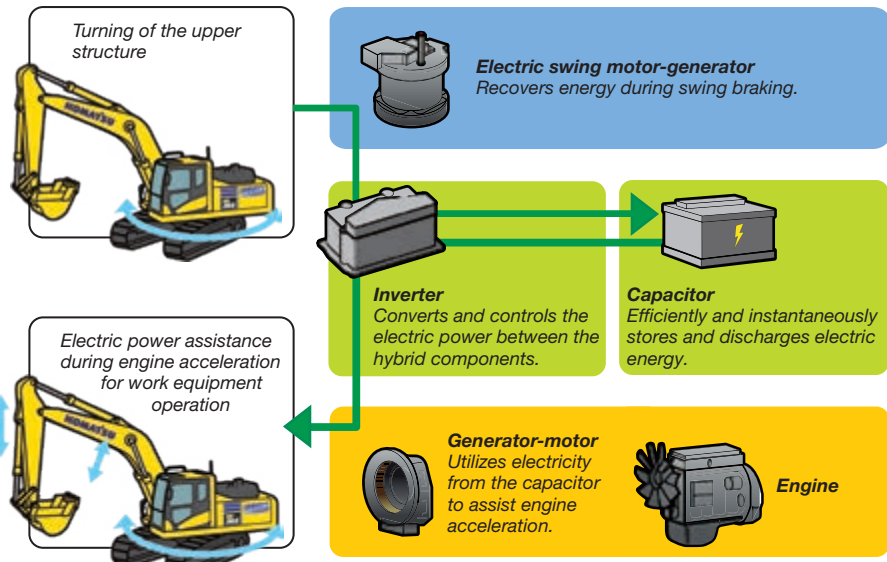 Turning of the upper
structure
KOMATSU
Electric swing motor-generator
Recovers energy during swing braking.
Inverter
Converts and controls the
electric power between the
hybrid components.
Capacitor
Efficiently and instantaneously
stores and discharges electric
energy.
Electric power assistance
during engine acceleration
for work equipment
operation
KOMATSU
Generator-motor
Utilizes electricity
from the capacitor
to assist engine
acceleration.
Engine